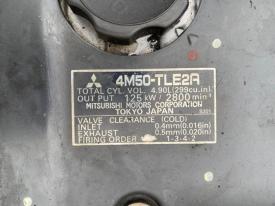 4M50-TLE2A
TOTAL CYL. VOL. 4.90L(299cu.in)
OUT PUT 125 kW / 2800 min⁻¹
MITSUBISHI MOTORS CORPORATION
TOKYO JAPAN
VALVE CLEARANCE (COLD)
INLET 0.4mm(0.016in)
EXHAUST 0.5mm(0.020in)
FIRING ORDER 1-3-4-2